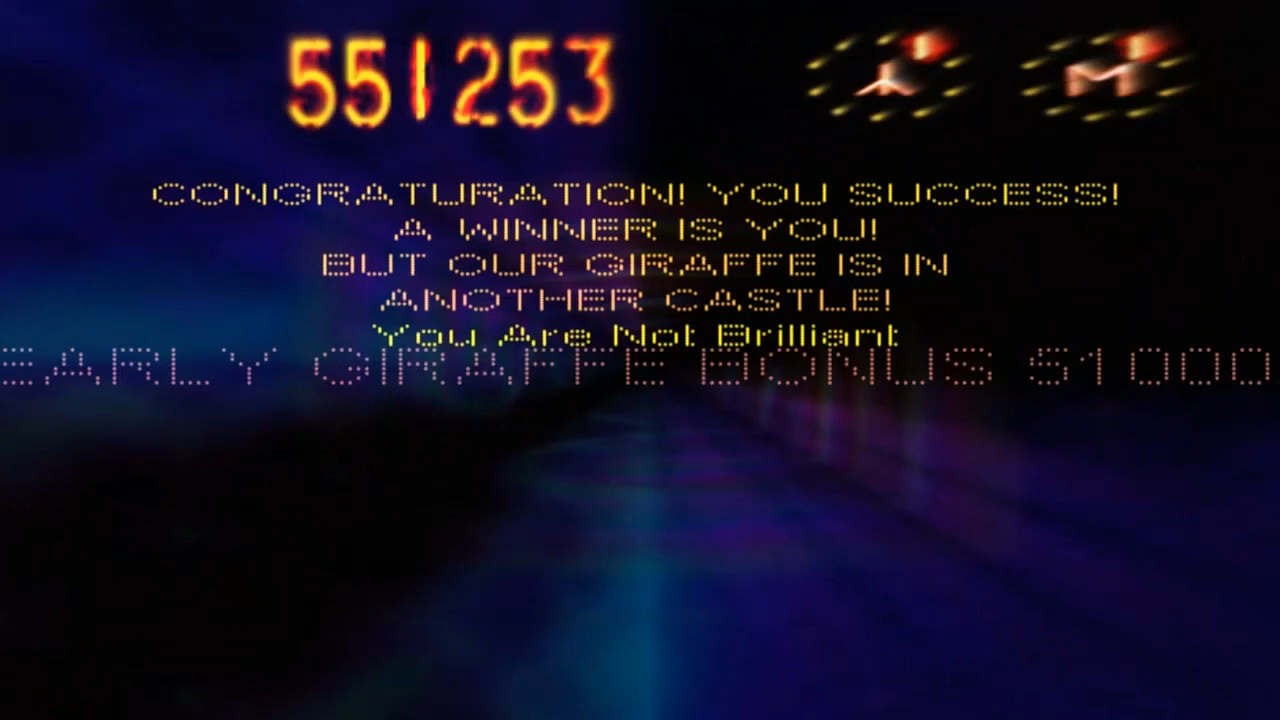 551253
CONGRATURATION! YOU SUCCESS!
A WINNER IS YOU!
BUT OUR GIRAFFE IS IN
ANOTHER CASTLE!
You Are Not Brilliant
EARLY GIRAFFE BONUS $1000